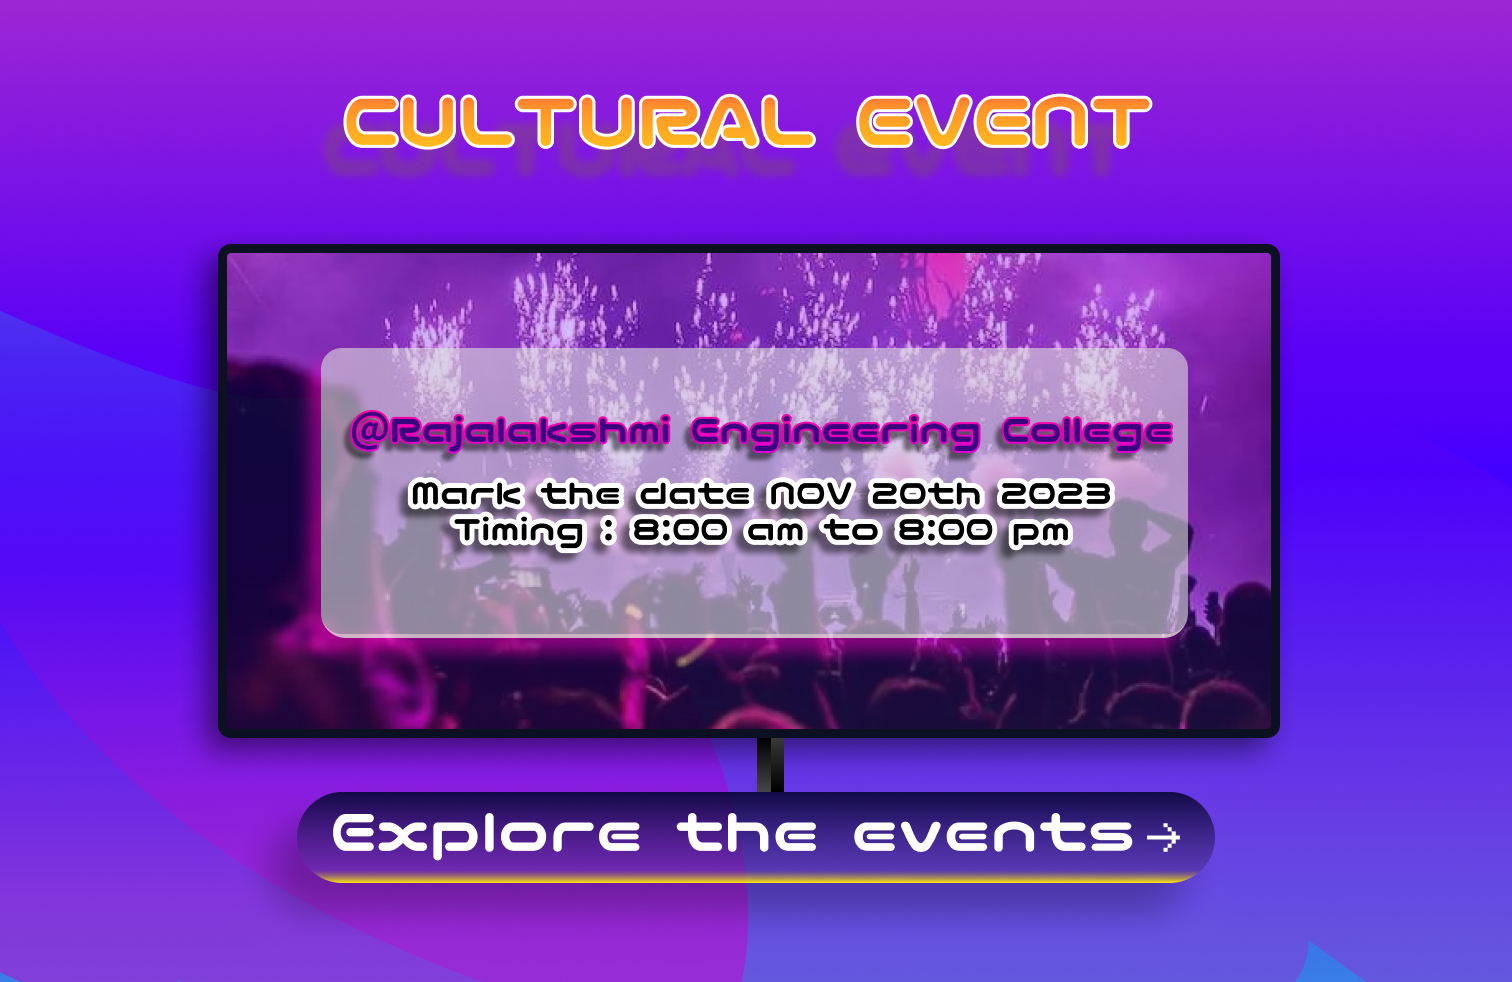 CULTURAL EVENT
@Rajalakshmi Engineering College
Mark the date NOV 20th 2023
Timing : 8:00 am to 8:00 pm
Explore the events→